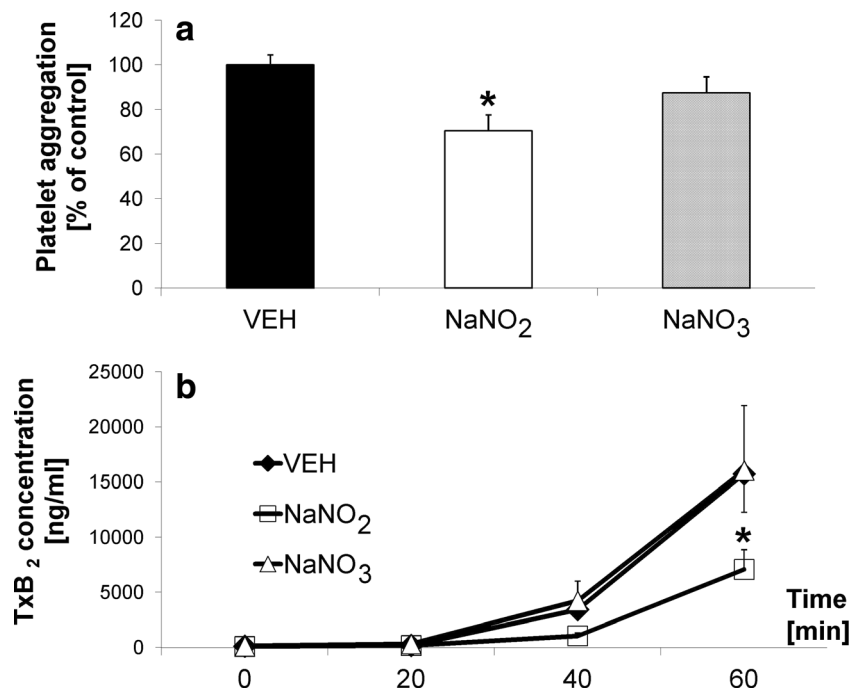 a
Platelet aggregation
[% of control]
120
100
80
60
40
20
0
*
VEH
NaNO2
NaNO3
b
TxB2 concentration
[ng/ml]
25000
20000
15000
10000
5000
0
VEH
NaNO2
NaNO3
*
Time
[min]
0
20
40
60